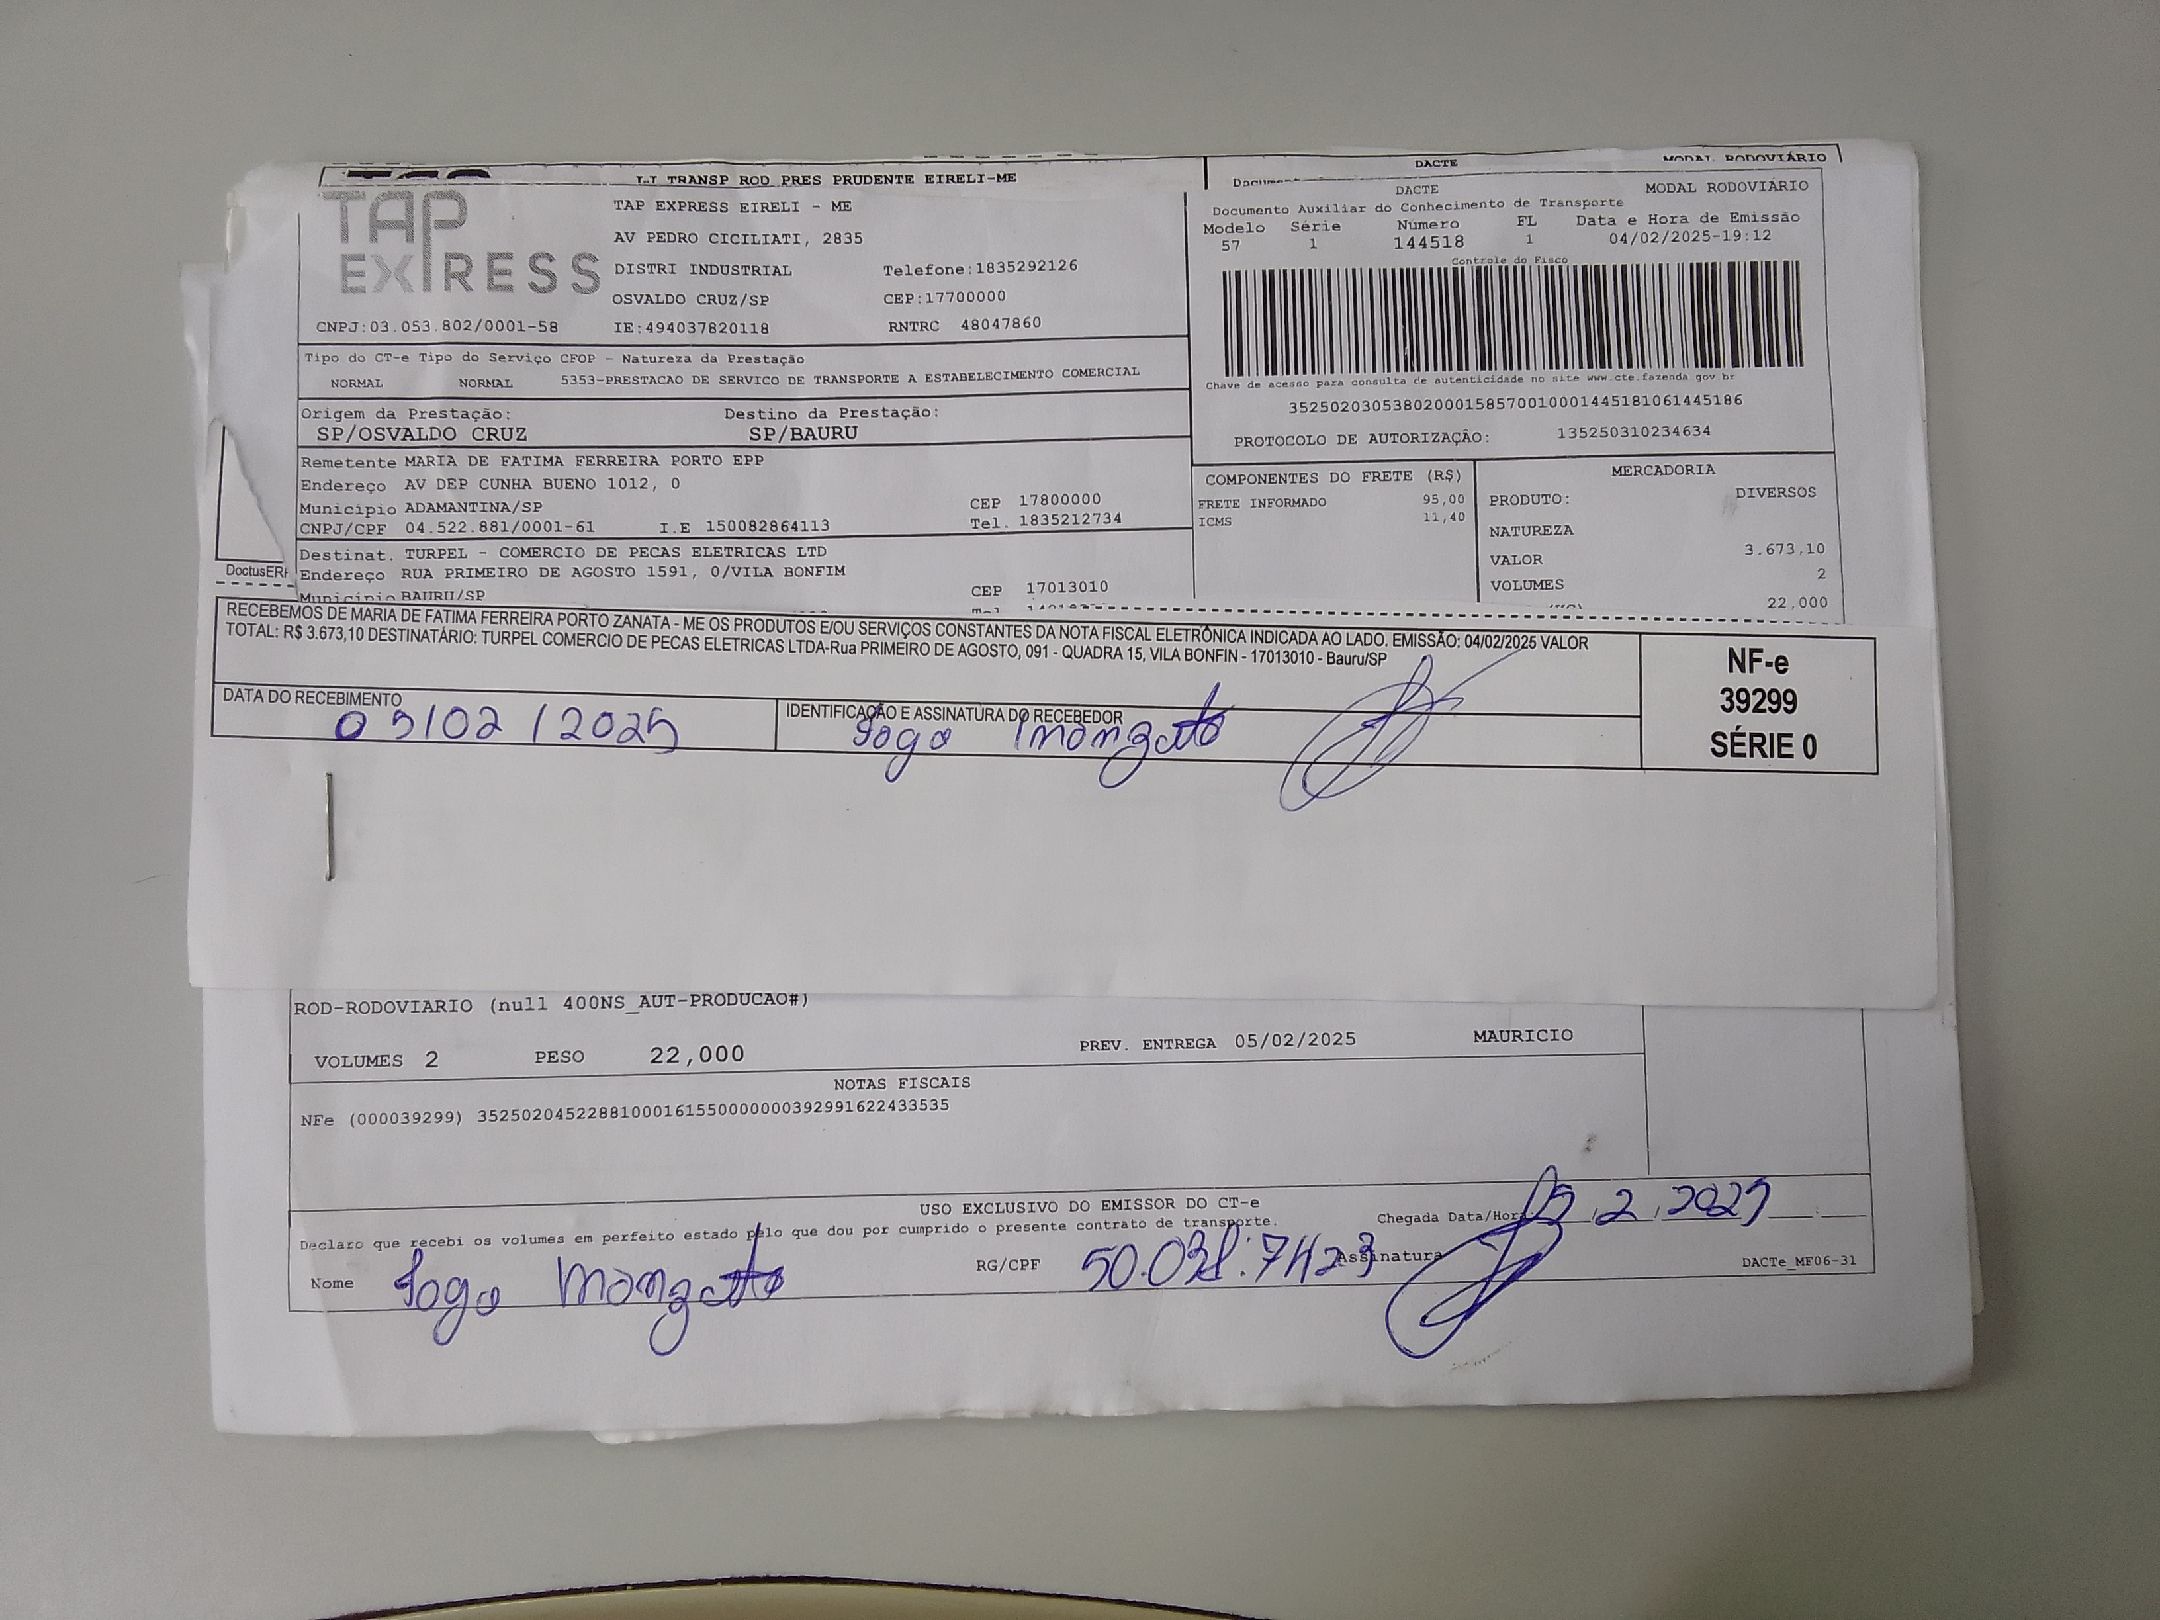 LJ TRANSP ROD PRES PRUDENTE EIRELI-ME
DACTE
MODAL RODOVIÁRIO
TAP EXPRESS
TAP EXPRESS EIRELI - ME
AV PEDRO CICILIATI, 2835
DISTRI INDUSTRIAL Telefone:1835292126
OSVALDO CRUZ/SP CEP:17700000
CNPJ:03.053.802/0001-58 IE:494037820118 RNTRC 48047860
DACTE MODAL RODOVIÁRIO
Documento Auxiliar do Conhecimento de Transporte
Modelo Série Número FL Data e Hora de Emissão
57 1 144518 1 04/02/2025-19:12
Controle do Fisco
Chave de acesso para consulta de autenticidade no site www.cte.fazenda gov br
35250203053802000158570010001445181061445186
PROTOCOLO DE AUTORIZAÇÃO: 135250310234634
Tipo do CT-e Tipo do Serviço CFOP - Natureza da Prestação
NORMAL NORMAL 5353-PRESTACAO DE SERVICO DE TRANSPORTE A ESTABELECIMENTO COMERCIAL
Origem da Prestação: Destino da Prestação:
SP/OSVALDO CRUZ SP/BAURU
Remetente MARIA DE FATIMA FERREIRA PORTO EPP
Endereço AV DEP CUNHA BUENO 1012, 0
Municipio ADAMANTINA/SP CEP 17800000
CNPJ/CPF 04.522.881/0001-61 I.E 150082864113 Tel. 1835212734
COMPONENTES DO FRETE (R$)
FRETE INFORMADO 95,00
ICMS 11,40
MERCADORIA
PRODUTO: DIVERSOS
NATUREZA
VALOR 3.673,10
VOLUMES 2
22,000
DoctusERP
Destinat. TURPEL - COMERCIO DE PECAS ELETRICAS LTD
Endereço RUA PRIMEIRO DE AGOSTO 1591, 0/VILA BONFIM
Municipio BAURU/SP CEP 17013010
RECEBEMOS DE MARIA DE FATIMA FERREIRA PORTO ZANATA - ME OS PRODUTOS E/OU SERVIÇOS CONSTANTES DA NOTA FISCAL ELETRÔNICA INDICADA AO LADO. EMISSÃO: 04/02/2025 VALOR
TOTAL: R$ 3.673,10 DESTINATÁRIO: TURPEL COMERCIO DE PECAS ELETRICAS LTDA-Rua PRIMEIRO DE AGOSTO, 091 - QUADRA 15, VILA BONFIN - 17013010 - Bauru/SP
DATA DO RECEBIMENTO
05/02/2025
IDENTIFICAÇÃO E ASSINATURA DO RECEBEDOR
Manzatto
NF-e
39299
SÉRIE 0
ROD-RODOVIARIO (null 400NS_AUT-PRODUCAO#)
VOLUMES 2 PESO 22,000 PREV. ENTREGA 05/02/2025 MAURICIO
NOTAS FISCAIS
NFe (000039299) 35250204522881000161550000000392991622433535
USO EXCLUSIVO DO EMISSOR DO CT-e
Declaro que recebi os volumes em perfeito estado pelo que dou por cumprido o presente contrato de transporte.
Chegada Data/Hora 05,2,2025
Nome Manzatto RG/CPF Assinatura
DACTe_MF06-31